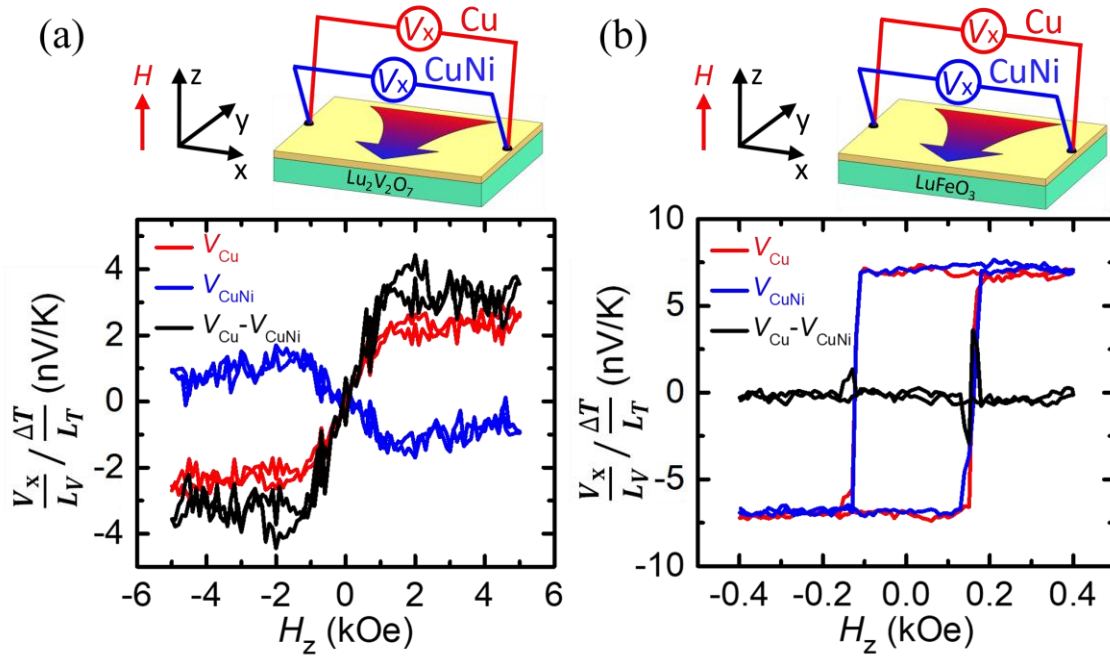 (a)
H
z
y
x
Vx
Cu
Vx
CuNi
Lu2V2O7
VCu
VCuNi
VCu-VCuNi
Vx/LV / ΔT/LT (nV/K)
4
2
0
-2
-4
-6 -4 -2 0 2 4 6
Hz (kOe)
(b)
H
z
y
x
Vx
Cu
Vx
CuNi
LuFeO3
VCu
VCuNi
VCu-VCuNi
Vx/LV / ΔT/LT (nV/K)
10
5
0
-5
-10
-0.4 -0.2 0.0 0.2 0.4
Hz (kOe)